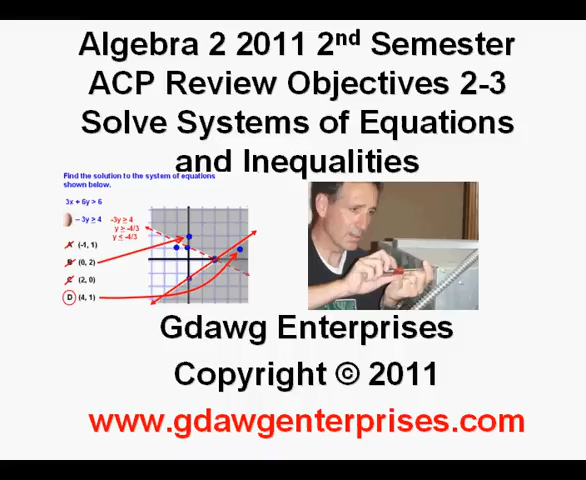 Algebra 2 2011 2nd Semester
ACP Review Objectives 2-3
Solve Systems of Equations
and Inequalities
Find the solution to the system of equations
shown below.
3x + 6y > 6
– 3y ≥ 4
-3y ≥ 4
y ≥ -4/3
y ≤ -4/3
A (-1, 1)
B (0, 2)
C (2, 0)
D (4, 1)
Gdawg Enterprises
Copyright © 2011
www.gdawgenterprises.com